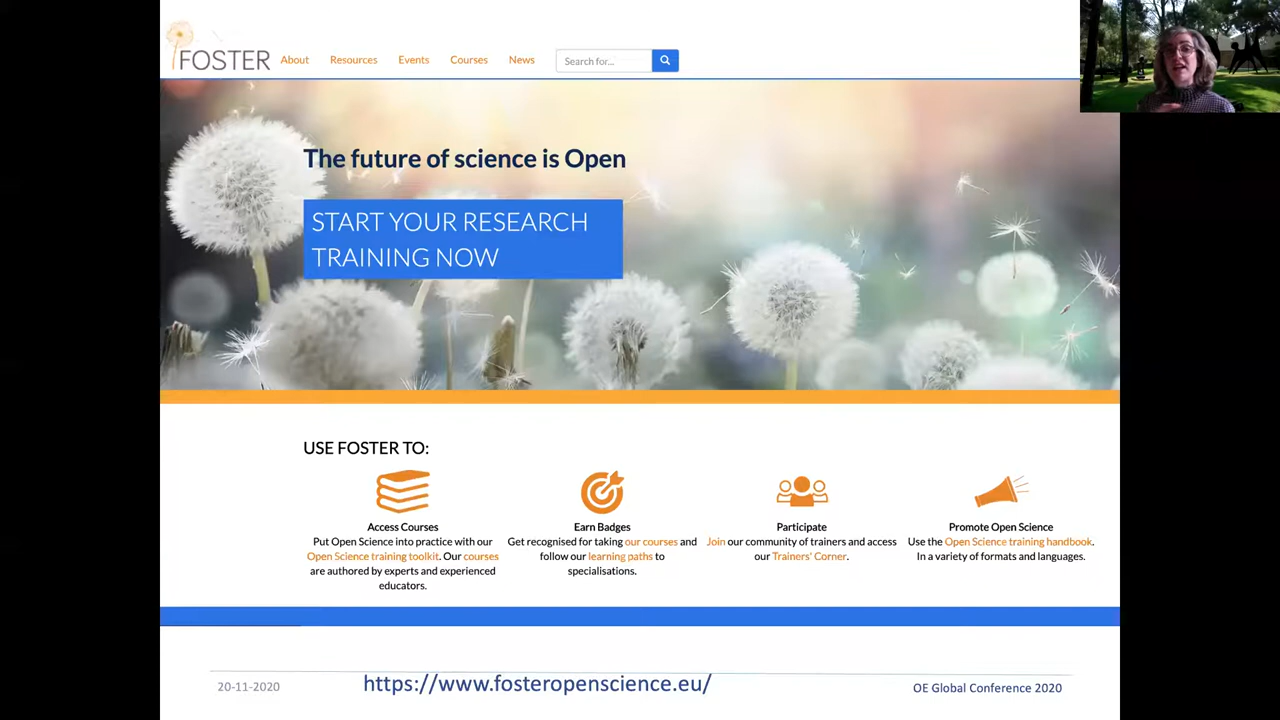 FOSTER
About
Resources
Events
Courses
News
Search for...
The future of science is Open
START YOUR RESEARCH
TRAINING NOW
USE FOSTER TO:
Access Courses
Put Open Science into practice with our
Open Science training toolkit. Our courses
are authored by experts and experienced
educators.
Earn Badges
Get recognised for taking our courses and
follow our learning paths to
specialisations.
Participate
Join our community of trainers and access
our Trainers' Corner.
Promote Open Science
Use the Open Science training handbook.
In a variety of formats and languages.
20-11-2020
https://www.fosteropenscience.eu/
OE Global Conference 2020